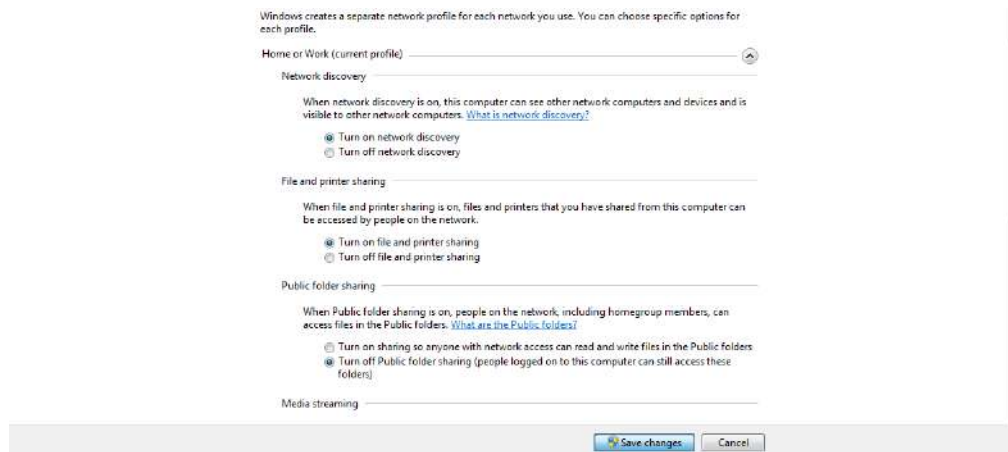 Windows creates a separate network profile for each network you use. You can choose specific options for
each profile.
Home or Work (current profile)
Network discovery
When network discovery is on, this computer can see other network computers and devices and is
visible to other network computers. What is network discovery?
Turn on network discovery
Turn off network discovery
File and printer sharing
When file and printer sharing is on, files and printers that you have shared from this computer can
be accessed by people on the network.
Turn on file and printer sharing
Turn off file and printer sharing
Public folder sharing
When Public folder sharing is on, people on the network, including homegroup members, can
access files in the Public folders. What are the Public folders?
Turn on sharing so anyone with network access can read and write files in the Public folders
Turn off Public folder sharing (people logged on to this computer can still access these
folders)
Media streaming
Save changes Cancel